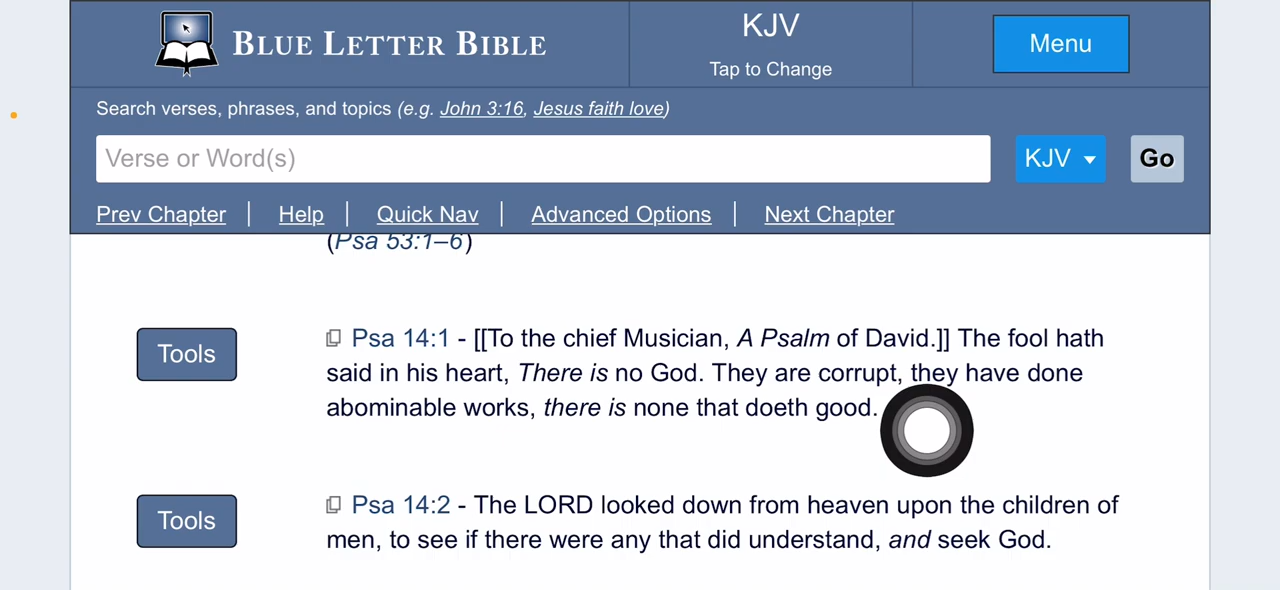 BLUE LETTER BIBLE
KJV
Tap to Change
Menu
Search verses, phrases, and topics (e.g. John 3:16, Jesus faith love)
Verse or Word(s)
KJV
Go
Prev Chapter | Help | Quick Nav | Advanced Options | Next Chapter
(Psa 53:1–6)
Tools
Psa 14:1 - [[To the chief Musician, A Psalm of David.]] The fool hath
said in his heart, There is no God. They are corrupt, they have done
abominable works, there is none that doeth good.
Tools
Psa 14:2 - The LORD looked down from heaven upon the children of
men, to see if there were any that did understand, and seek God.